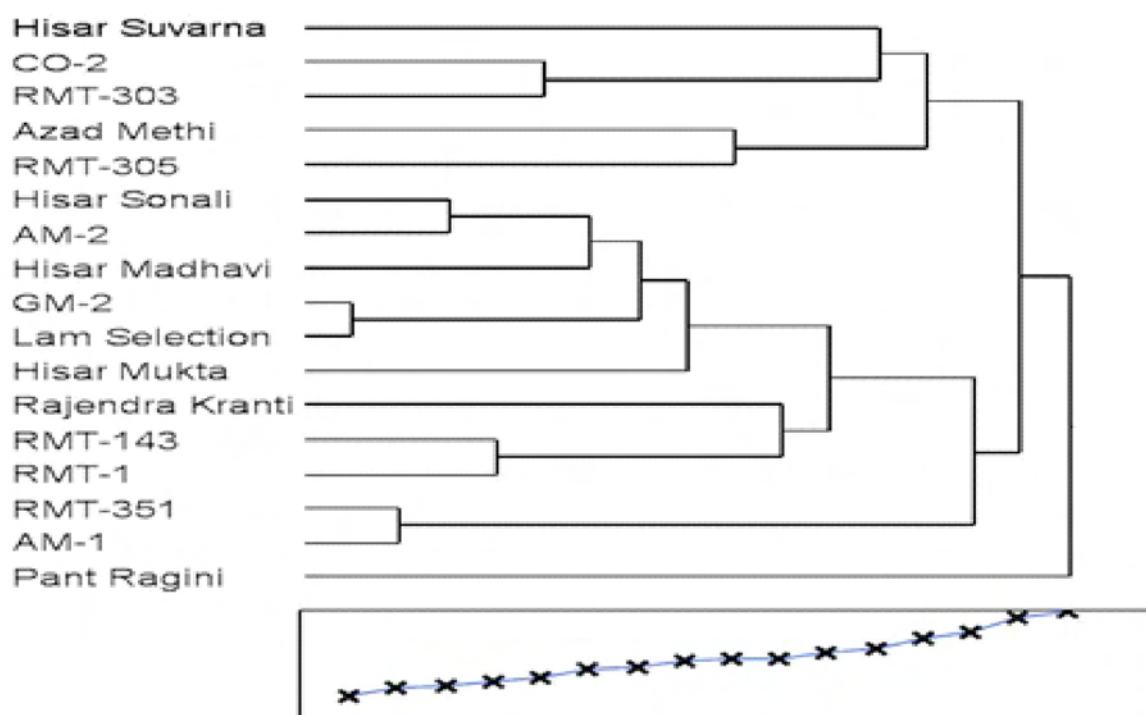 Hisar Suvarna
CO-2
RMT-303
Azad Methi
RMT-305
Hisar Sonali
AM-2
Hisar Madhavi
GM-2
Lam Selection
Hisar Mukta
Rajendra Kranti
RMT-143
RMT-1
RMT-351
AM-1
Pant Ragini